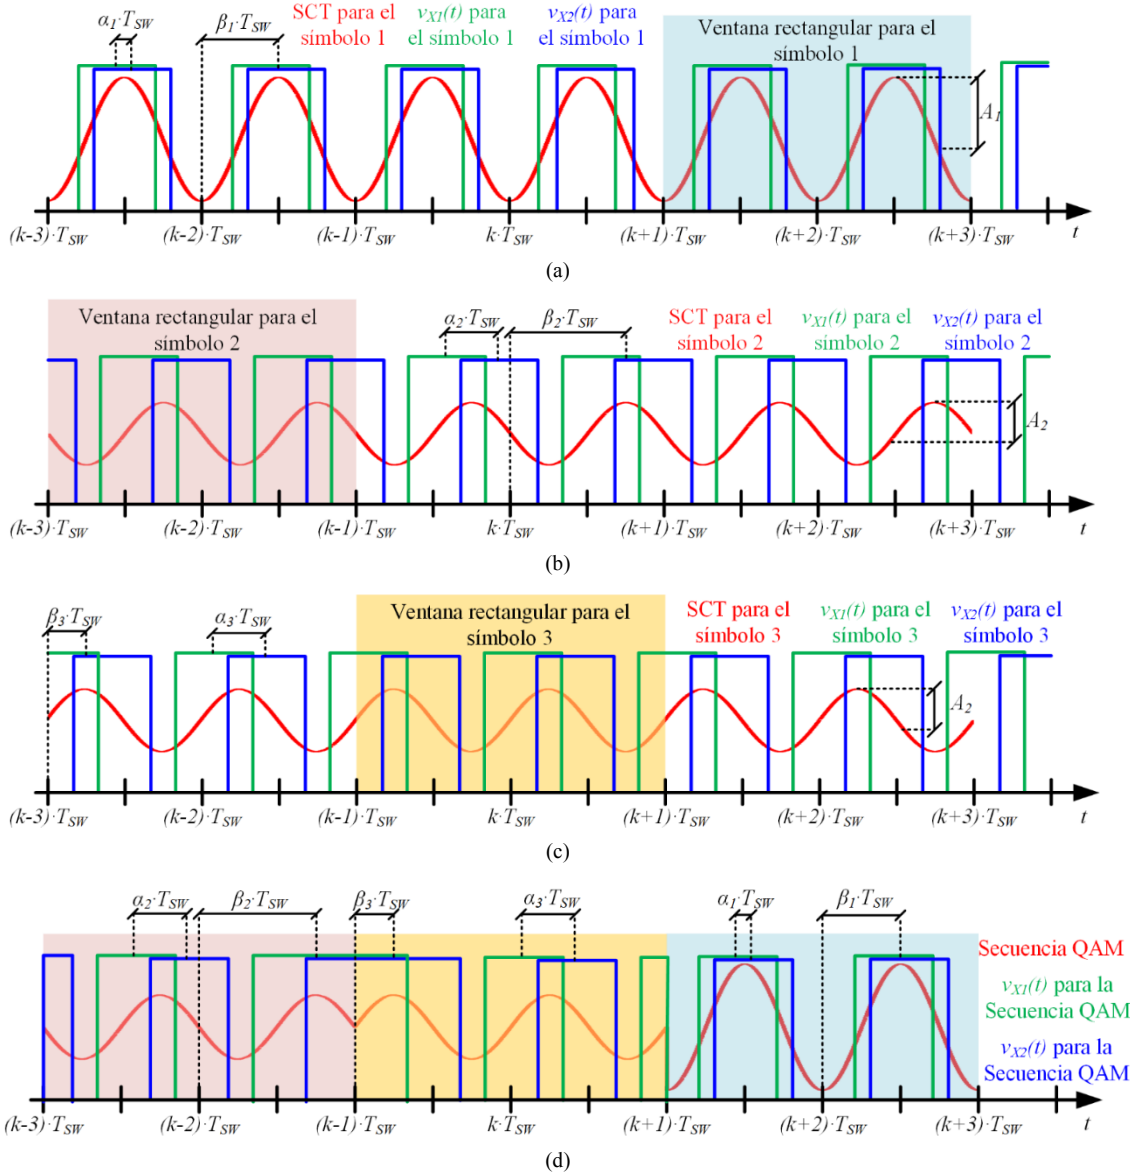 α1·TSW
β1·TSW
SCT para el
símbolo 1
vX1(t) para
el símbolo 1
vX2(t) para
el símbolo 1
Ventana rectangular para el
símbolo 1
A1
(k-3)·TSW
(k-2)·TSW
(k-1)·TSW
k·TSW
(k+1)·TSW
(k+2)·TSW
(k+3)·TSW
t
(a)
Ventana rectangular para el
símbolo 2
α2·TSW
β2·TSW
SCT para el
símbolo 2
vX1(t) para el
símbolo 2
vX2(t) para el
símbolo 2
A2
(k-3)·TSW
(k-2)·TSW
(k-1)·TSW
k·TSW
(k+1)·TSW
(k+2)·TSW
(k+3)·TSW
t
(b)
β3·TSW
α3·TSW
Ventana rectangular para el
símbolo 3
SCT para el
símbolo 3
vX1(t) para el
símbolo 3
vX2(t) para el
símbolo 3
A2
(k-3)·TSW
(k-2)·TSW
(k-1)·TSW
k·TSW
(k+1)·TSW
(k+2)·TSW
(k+3)·TSW
t
(c)
α2·TSW
β2·TSW
β3·TSW
α3·TSW
α1·TSW
β1·TSW
Secuencia QAM
vX1(t) para la
Secuencia QAM
vX2(t) para la
Secuencia QAM
(k-3)·TSW
(k-2)·TSW
(k-1)·TSW
k·TSW
(k+1)·TSW
(k+2)·TSW
(k+3)·TSW
t
(d)